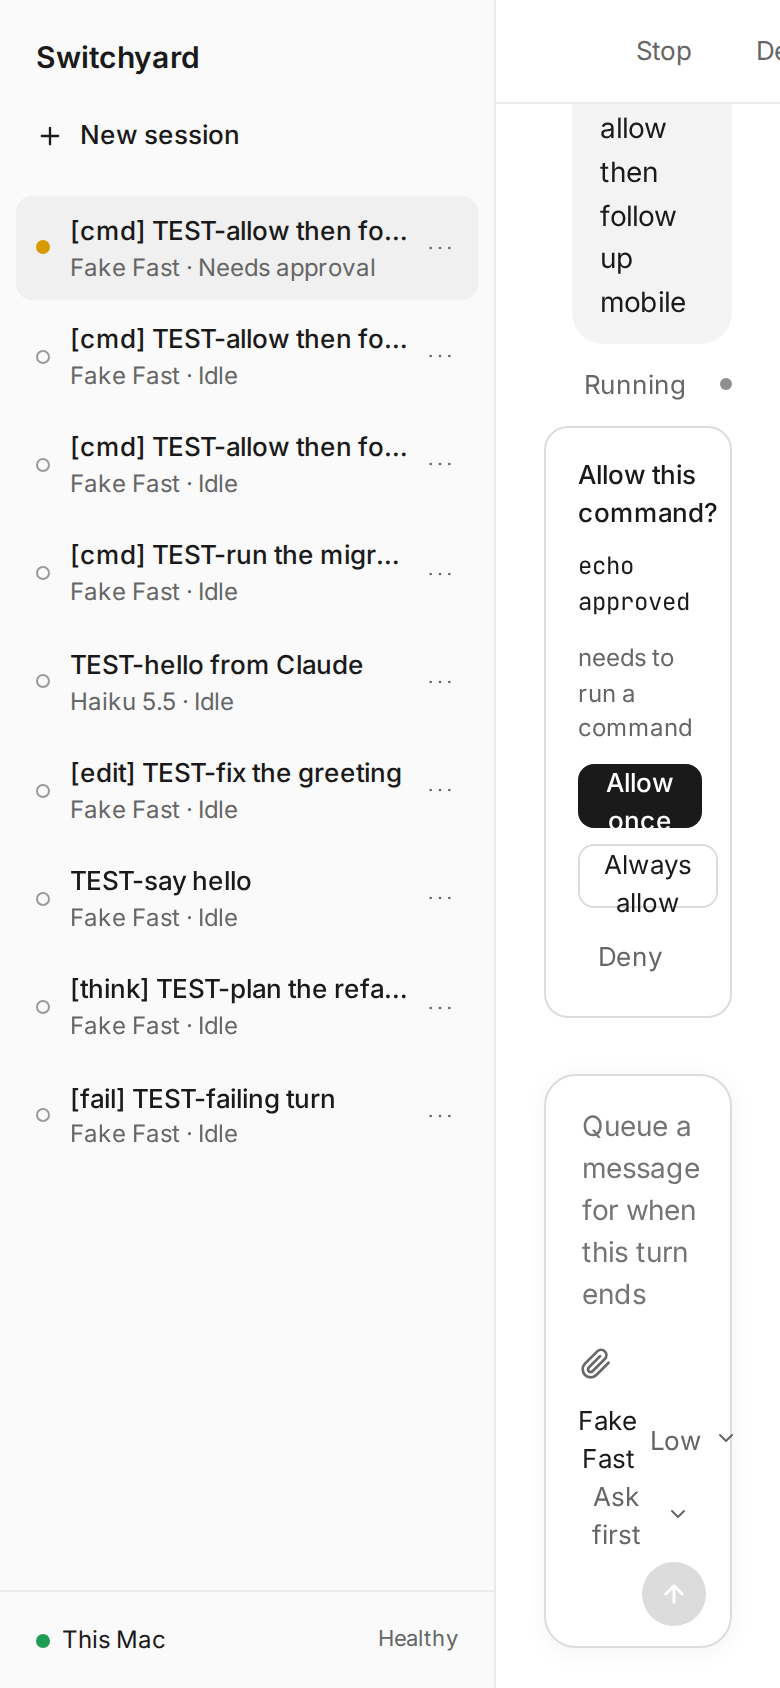 Switchyard
New session
[cmd] TEST-allow then fo...
Fake Fast · Needs approval
[cmd] TEST-allow then fo...
Fake Fast · Idle
[cmd] TEST-allow then fo...
Fake Fast · Idle
[cmd] TEST-run the migr...
Fake Fast · Idle
TEST-hello from Claude
Haiku 5.5 · Idle
[edit] TEST-fix the greeting
Fake Fast · Idle
TEST-say hello
Fake Fast · Idle
[think] TEST-plan the refa...
Fake Fast · Idle
[fail] TEST-failing turn
Fake Fast · Idle
This Mac
Healthy
Stop
De
allow
then
follow
up
mobile
Running
Allow this
command?
echo
approved
needs to
run a
command
Allow
once
Always
allow
Deny
Queue a
message
for when
this turn
ends
Fake
Fast
Low
Ask
first